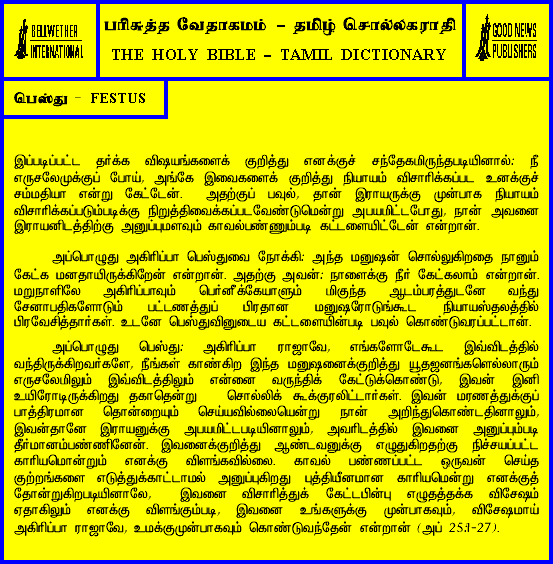 BELLWETHER
INTERNATIONAL
பரிசுத்த வேதாகமம் – தமிழ் சொல்லகராதி
THE HOLY BIBLE – TAMIL DICTIONARY
GOOD NEWS
PUBLISHERS
பெஸ்து – FESTUS
இப்படிப்பட்ட தர்க்க விஷயங்களைக் குறித்து எனக்குச் சந்தேகமிருந்தபடியினால்: நீ
எருசலேமுக்குப் போய், அங்கே இவைகளைக் குறித்து நியாயம் விசாரிக்கப்பட உனக்குச்
சம்மதியா என்று கேட்டேன். அதற்குப் பவுல், தான் இராயருக்கு முன்பாக நியாயம்
விசாரிக்கப்படும்படிக்கு நிறுத்திவைக்கப்படவேண்டுமென்று அபயமிட்டபோது, நான் அவனை
இராயனிடத்திற்கு அனுப்புமளவும் காவல்பண்ணும்படி கட்டளையிட்டேன் என்றான்.
அப்பொழுது அகிரிப்பா பெஸ்துவை நோக்கி: அந்த மனுஷன் சொல்லுகிறதை நானும்
கேட்க மனதாயிருக்கிறேன் என்றான். அதற்கு அவன்: நாளைக்கு நீர் கேட்கலாம் என்றான்.
மறுநாளிலே அகிரிப்பாவும் பெர்னீக்கேயாளும் மிகுந்த ஆடம்பரத்துடனே வந்து
சேனாபதிகளோடும் பட்டணத்துப் பிரதான மனுஷரோடுங்கூட நியாயஸ்தலத்தில்
பிரவேசித்தார்கள். உடனே பெஸ்துவினுடைய கட்டளையின்படி பவுல் கொண்டுவரப்பட்டான்.
அப்பொழுது பெஸ்து: அகிரிப்பா ராஜாவே, எங்களோடேகூட இவ்விடத்தில்
வந்திருக்கிறவர்களே, நீங்கள் காண்கிற இந்த மனுஷனைக்குறித்து யூதஜனங்களெல்லாரும்
எருசலேமிலும் இவ்விடத்திலும் என்னை வருந்திக் கேட்டுக்கொண்டு, இவன் இனி
உயிரோடிருக்கிறது தகாதென்று சொல்லிக் கூக்குரலிட்டார்கள். இவன் மரணத்துக்குப்
பாத்திரமான தொன்றையும் செய்யவில்லையென்று நான் அறிந்துகொண்டதினாலும்,
இவன்தானே இராயனுக்கு அபயமிட்டபடியினாலும், அவரிடத்தில் இவனை அனுப்பும்படி
தீர்மானம்பண்ணினேன். இவனைக்குறித்து ஆண்டவனுக்கு எழுதுகிறதற்கு நிச்சயப்பட்ட
காரியமொன்றும் எனக்கு விளங்கவில்லை. காவல் பண்ணப்பட்ட ஒருவன் செய்த
குற்றங்களை எடுத்துக்காட்டாமல் அனுப்புகிறது புத்தியீனமான காரியமென்று எனக்குத்
தோன்றுகிறபடியினாலே, இவனை விசாரித்துக் கேட்டபின்பு எழுதத்தக்க விசேஷம்
ஏதாகிலும் எனக்கு விளங்கும்படி, இவனை உங்களுக்கு முன்பாகவும், விசேஷமாய்
அகிரிப்பா ராஜாவே, உமக்குமுன்பாகவும் கொண்டுவந்தேன் என்றான் (அப் 25:1-27).